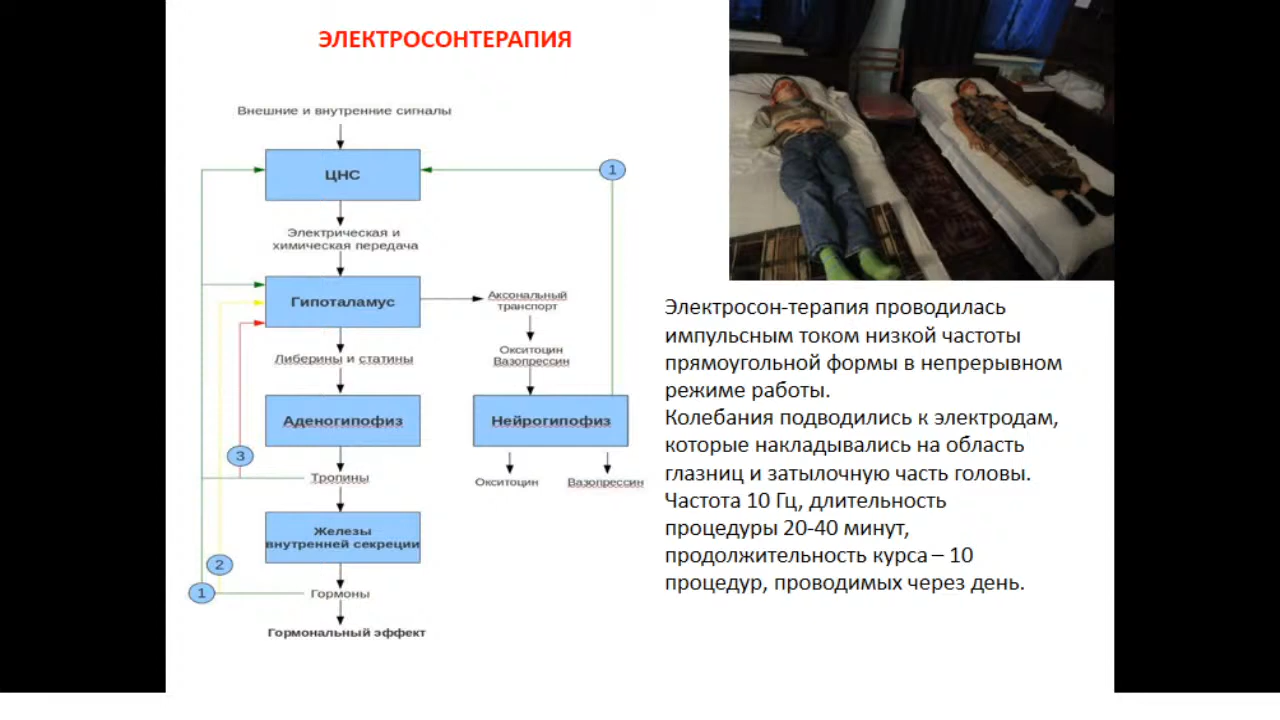 ЭЛЕКТРОСОНТЕРАПИЯ
Внешние и внутренние сигналы
ЦНС
1
Электрическая и
химическая передача
Гипоталамус
Аксональный
транспорт
Окситоцин
Вазопрессин
Либерины и статины
Аденогипофиз
Нейрогипофиз
3
Тропины
Окситоцин
Вазопрессин
Железы
внутренней секреции
2
1
Гормоны
Гормональный эффект
Электросон-терапия проводилась
импульсным током низкой частоты
прямоугольной формы в непрерывном
режиме работы.
Колебания подводились к электродам,
которые накладывались на область
глазниц и затылочную часть головы.
Частота 10 Гц, длительность
процедуры 20-40 минут,
продолжительность курса – 10
процедур, проводимых через день.